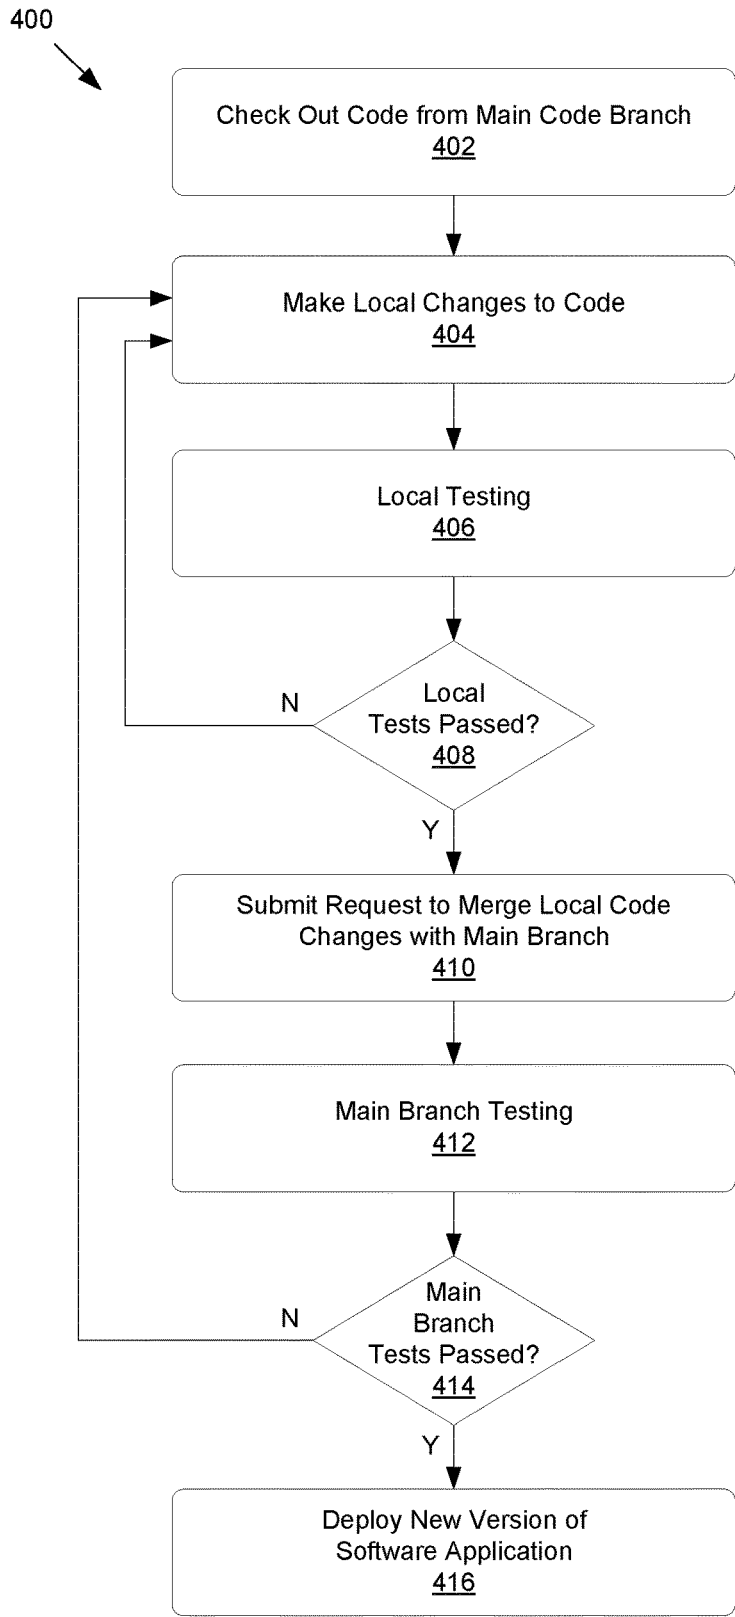 400
Check Out Code from Main Code Branch
402
Make Local Changes to Code
404
Local Testing
406
Local
Tests Passed?
408
N
Y
Submit Request to Merge Local Code
Changes with Main Branch
410
Main Branch Testing
412
Main
Branch
Tests Passed?
414
N
Y
Deploy New Version of
Software Application
416